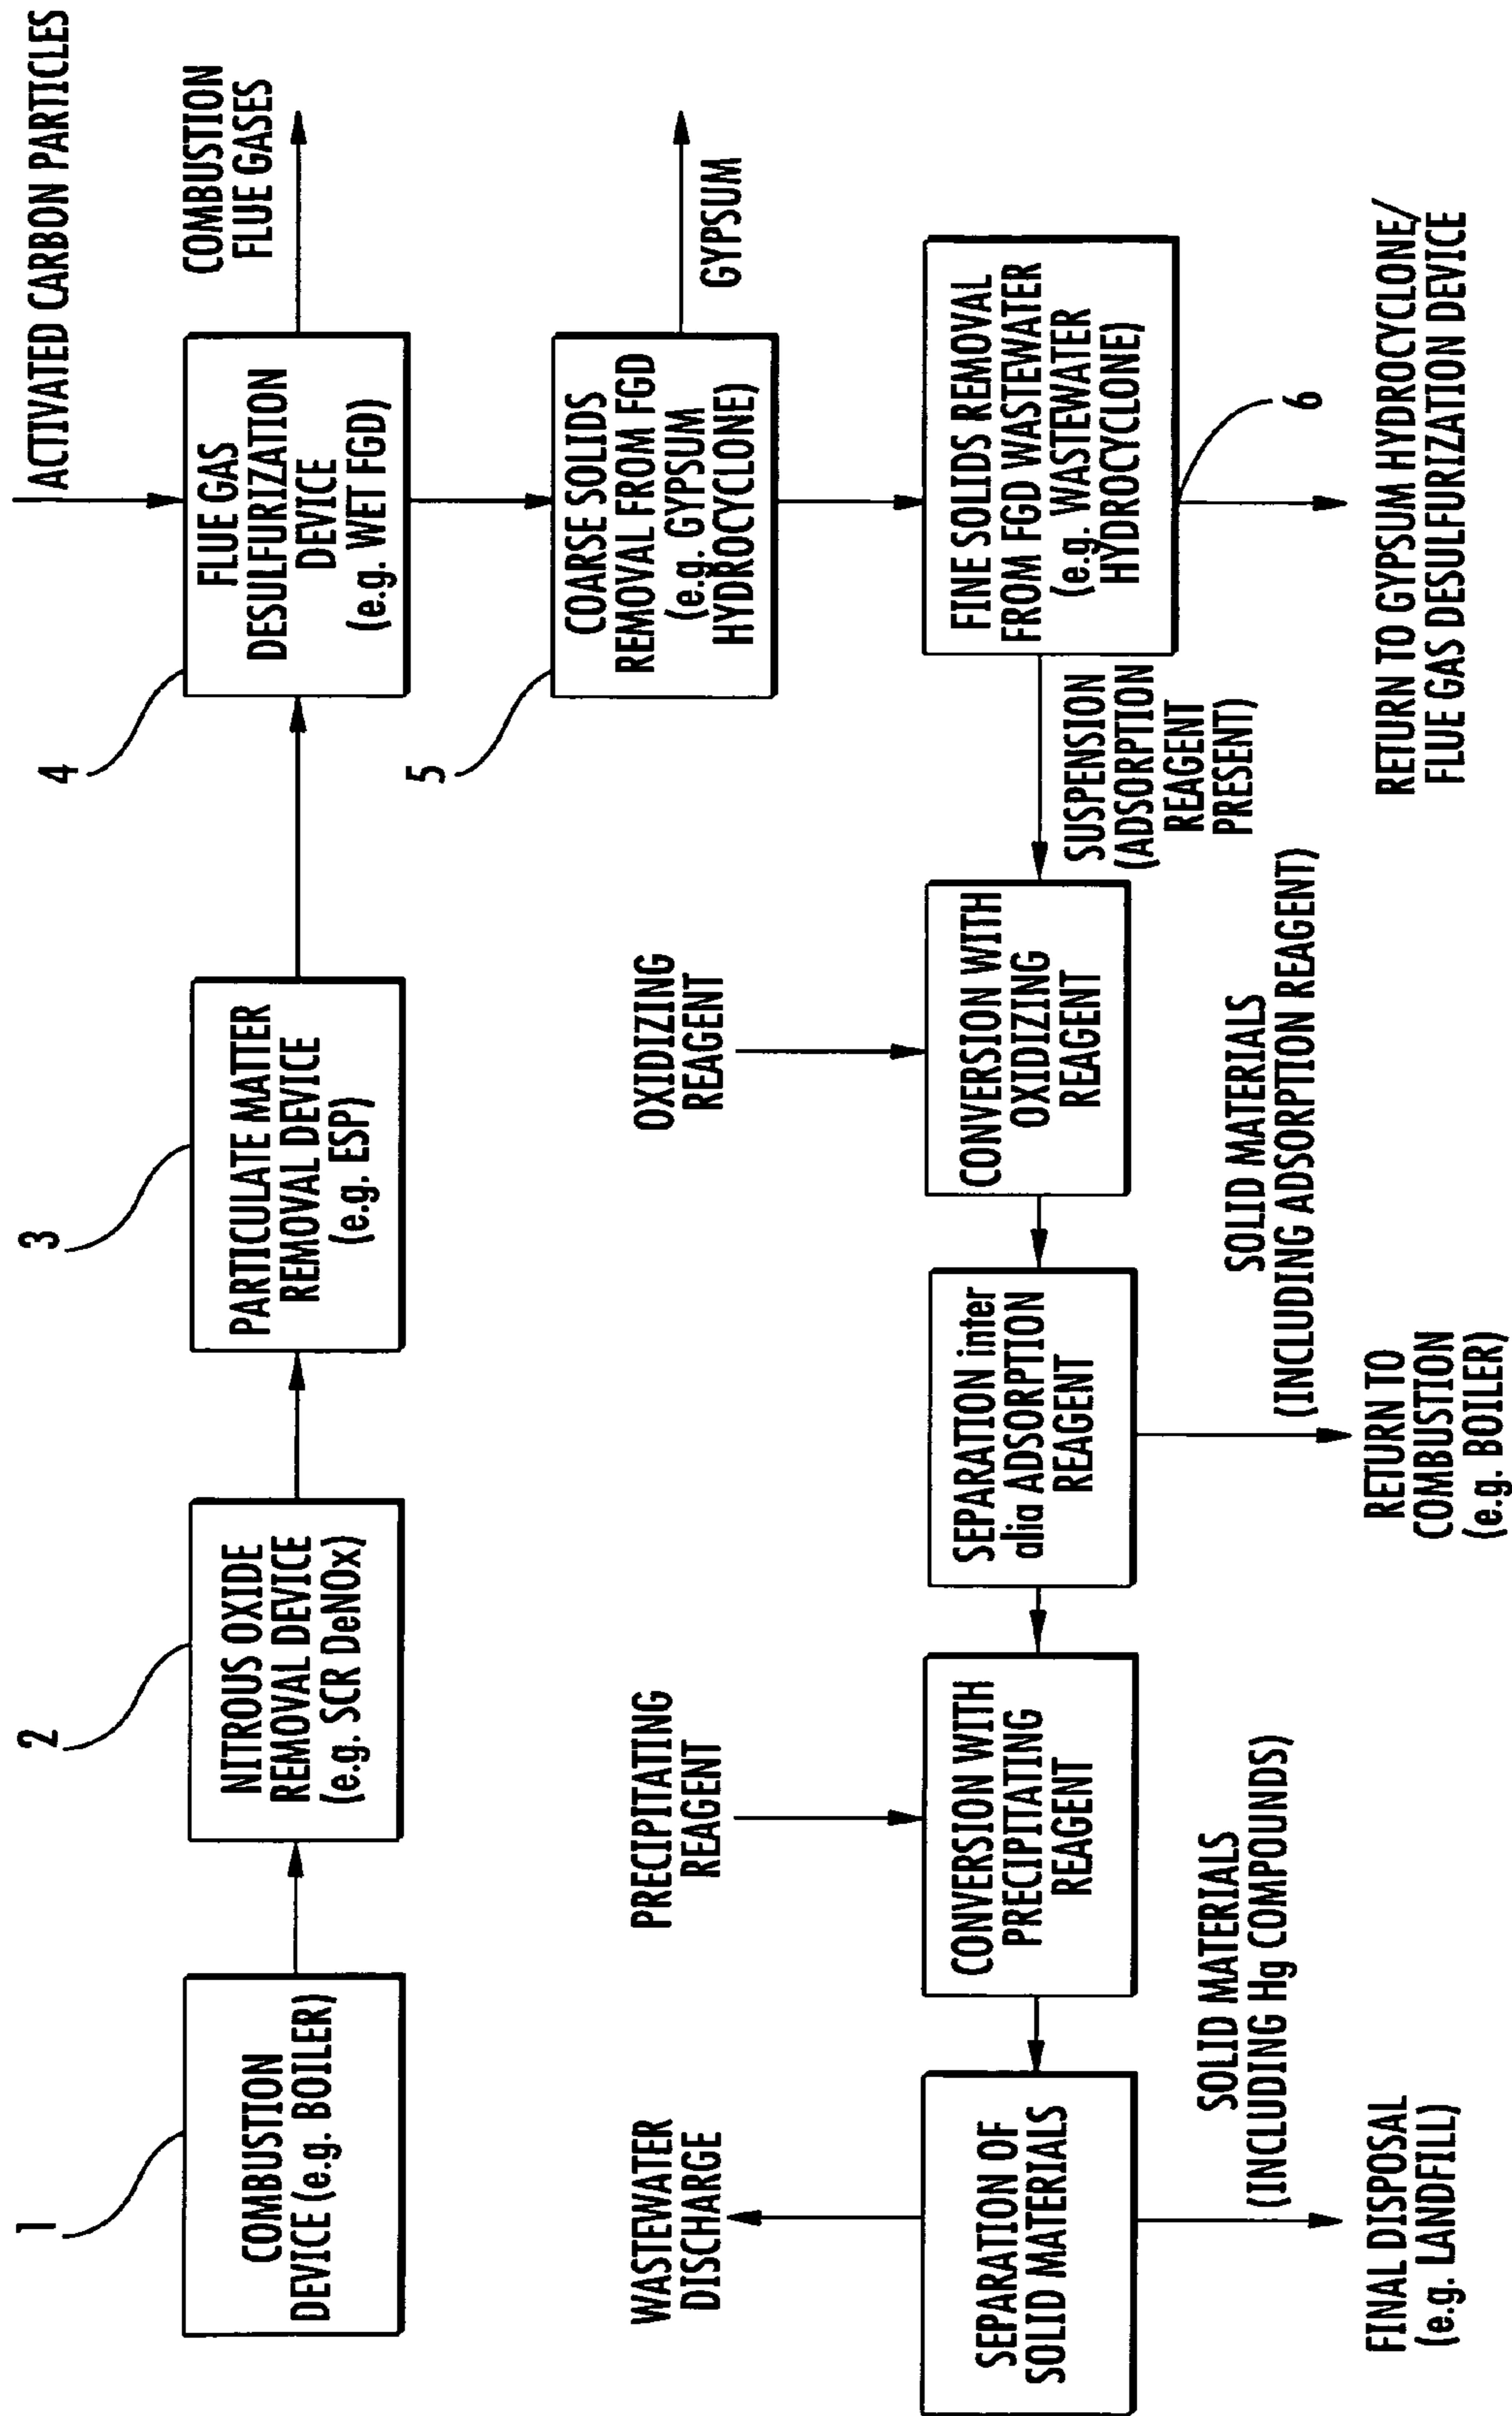 1
COMBUSTION
DEVICE (e.g. BOILER)
2
NITROUS OXIDE
REMOVAL DEVICE
(e.g. SCR DeNOx)
3
PARTICULATE MATTER
REMOVAL DEVICE
(e.g. ESP)
ACTIVATED CARBON PARTICLES
4
FLUE GAS
DESULFURIZATION
DEVICE
(e.g. WET FGD)
COMBUSTION
FLUE GASES
5
COARSE SOLIDS
REMOVAL FROM FGD
(e.g. GYPSUM
HYDROCYCLONE)
GYPSUM
FINE SOLIDS REMOVAL
FROM FGD WASTEWATER
(e.g. WASTEWATER
HYDROCYCLONE)
6
RETURN TO GYPSUM HYDROCYCLONE/
FLUE GAS DESULFURIZATION DEVICE
SUSPENSION
(ADSORPTION
REAGENT
PRESENT)
OXIDIZING
REAGENT
CONVERSION WITH
OXIDIZING
REAGENT
SEPARATION inter
alia ADSORPTION
REAGENT
SOLID MATERIALS
(INCLUDING ADSORPTION REAGENT)
RETURN TO
COMBUSTION
(e.g. BOILER)
PRECIPITATING
REAGENT
CONVERSION WITH
PRECIPITATING
REAGENT
WASTEWATER
DISCHARGE
SEPARATION OF
SOLID MATERIALS
SOLID MATERIALS
(INCLUDING Hg COMPOUNDS)
FINAL DISPOSAL
(e.g. LANDFILL)